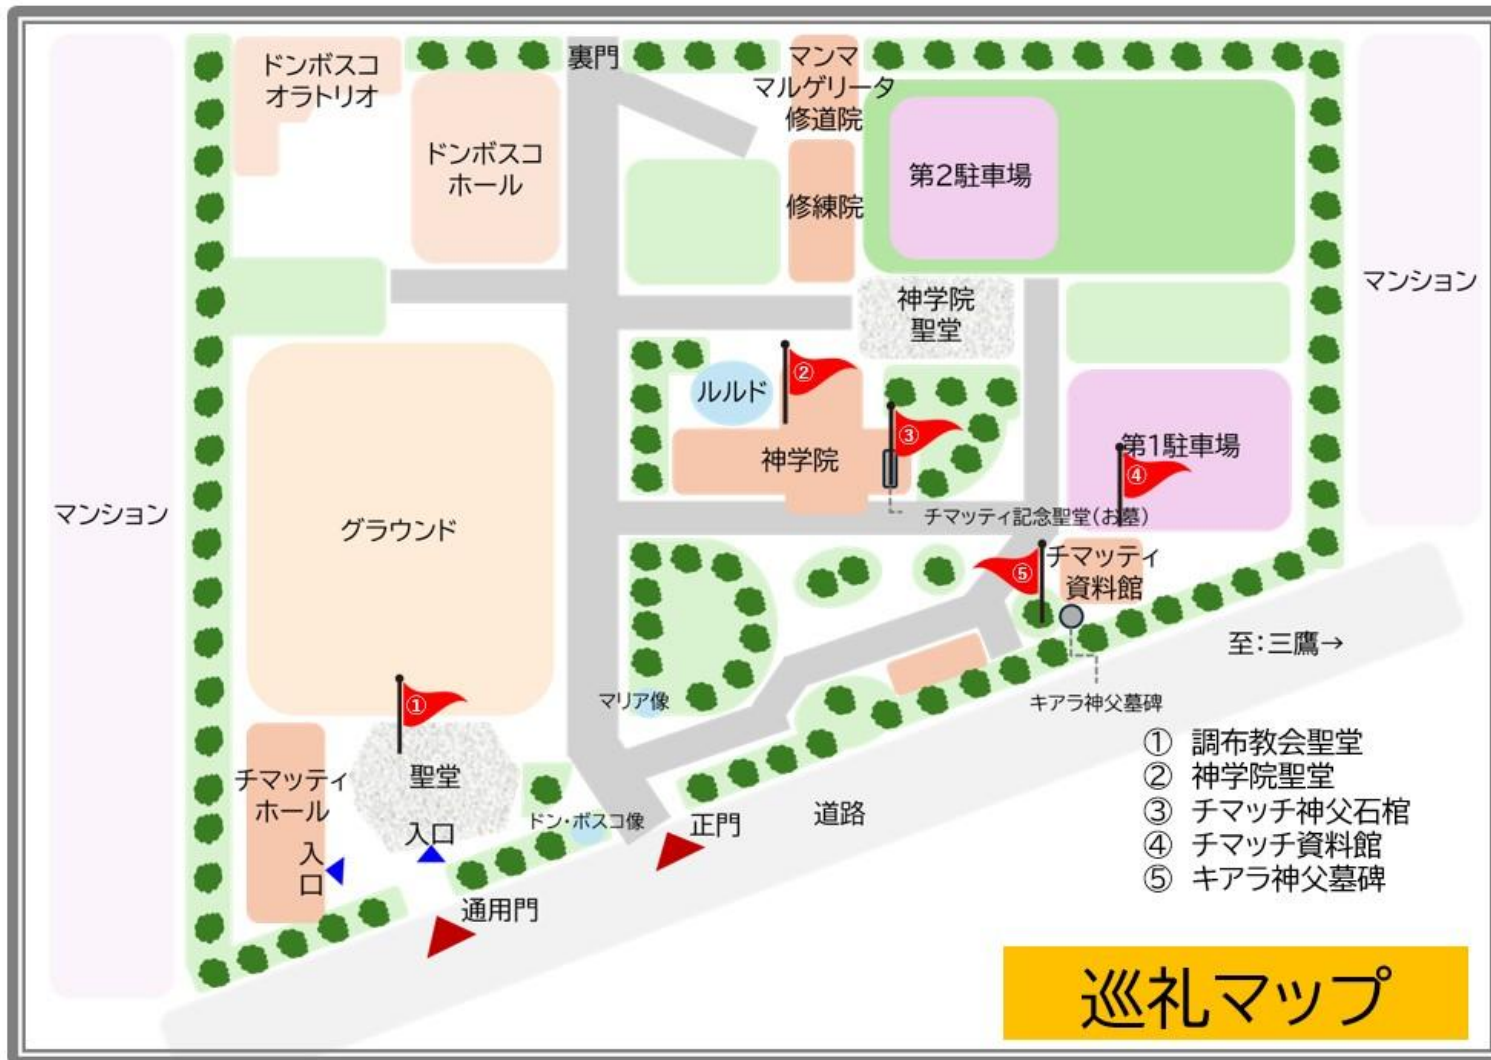 ドンボスコ
オラトリオ
裏門
マンマ
マルゲリータ
修道院
ドンボスコ
ホール
第2駐車場
修練院
マンション
神学院
聖堂
②
ルルド
③
神学院
第1駐車場
④
マンション
グラウンド
チマッティ記念聖堂(お墓)
⑤
チマッティ
資料館
至:三鷹→
マリア像
キアラ神父墓碑
①
チマッティ
ホール
聖堂
入口
入
口
ドン・ボスコ像
正門
道路
通用門
① 調布教会聖堂
② 神学院聖堂
③ チマッチ神父石棺
④ チマッチ資料館
⑤ キアラ神父墓碑
巡礼マップ